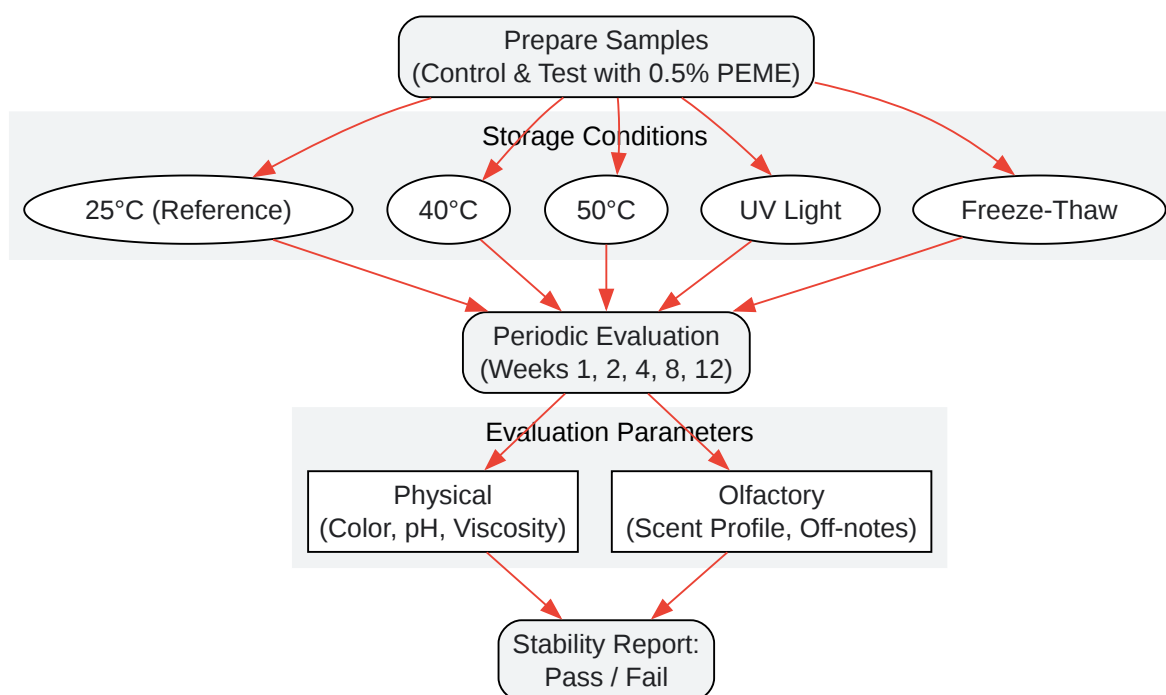 Prepare Samples
(Control & Test with 0.5% PEME)
Storage Conditions
25°C (Reference)
40°C
50°C
UV Light
Freeze-Thaw
Periodic Evaluation
(Weeks 1, 2, 4, 8, 12)
Evaluation Parameters
Physical
(Color, pH, Viscosity)
Olfactory
(Scent Profile, Off-notes)
Stability Report:
Pass / Fail